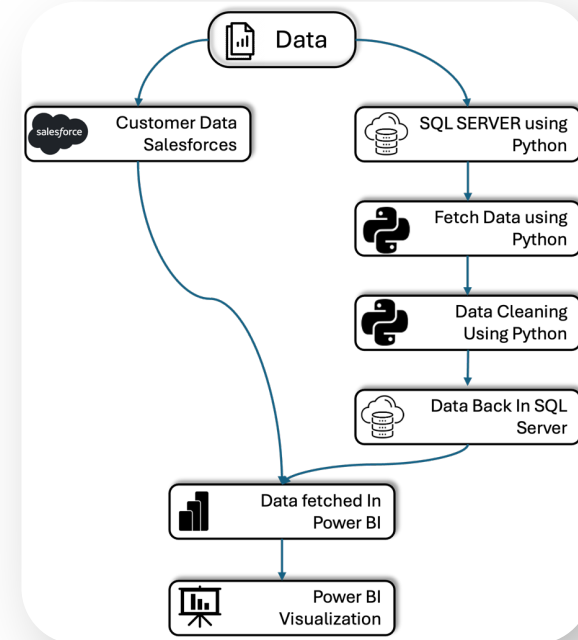 Data
salesforce
Customer Data
Salesforces
SQL SERVER using
Python
Fetch Data using
Python
Data Cleaning
Using Python
Data Back In SQL
Server
Data fetched In
Power BI
Power BI
Visualization